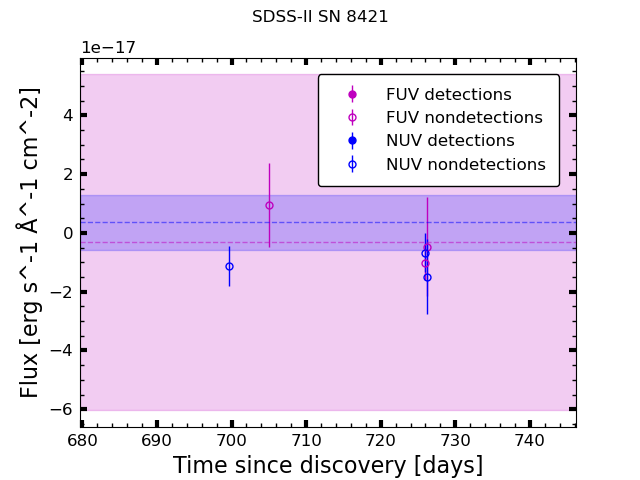 SDSS-II SN 8421
1e−17
FUV detections
FUV nondetections
NUV detections
NUV nondetections
4
2
0
−2
−4
−6
Flux [erg s^-1 Å^-1 cm^-2]
680 690 700 710 720 730 740
Time since discovery [days]